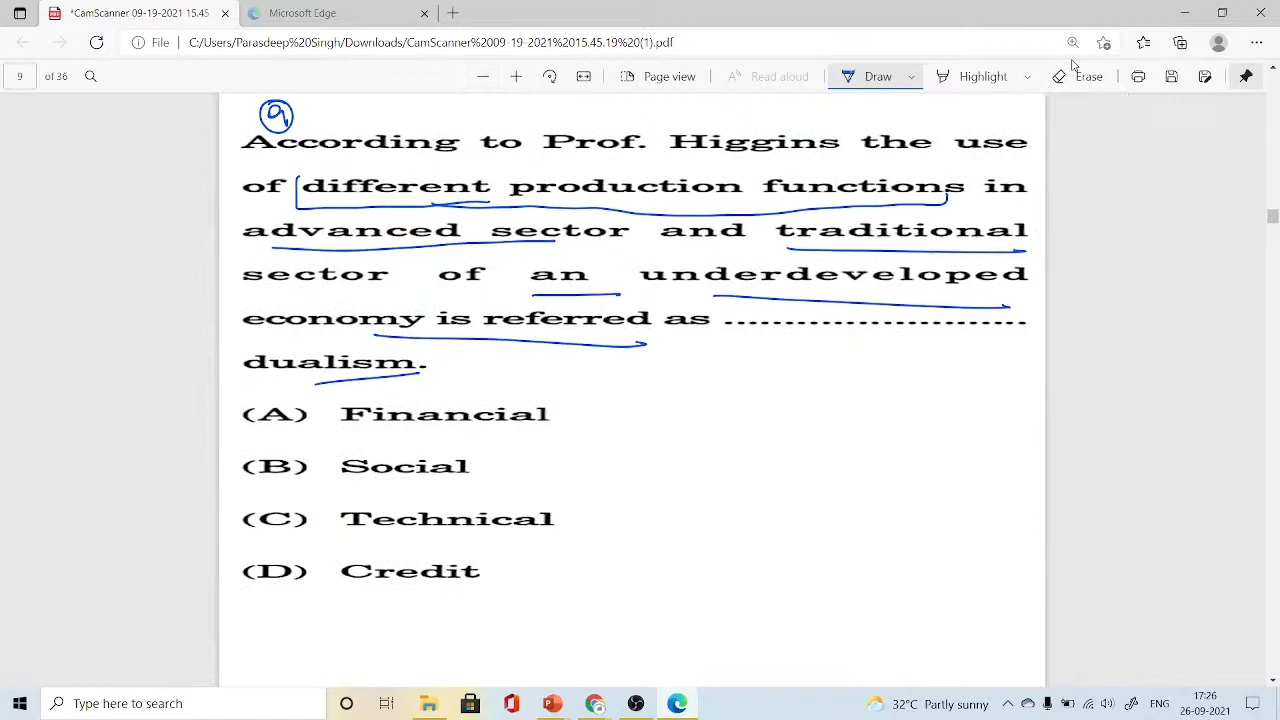 *CamScanner 09-19-2021 15.45.
Microsoft Edge
File
C:/Users/Parasdeep%20Singh/Downloads/CamScanner%2009-19-2021%2015.45.19%20(1).pdf
9 of 36
Page view
Read aloud
Draw
Highlight
Erase
9
According to Prof. Higgins the use
of different production functions in
advanced sector and traditional
sector of an underdeveloped
economy is referred as ............................
dualism.
(A) Financial
(B) Social
(C) Technical
(D) Credit
Type here to search
32°C Partly sunny
ENG
17:26
26-09-2021